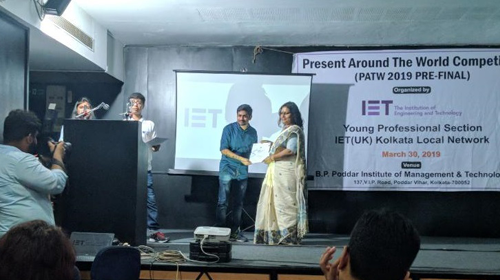 Present Around The World Competi
(PATW 2019 PRE-FINAL)
Organized by
IET The Institution of
Engineering and Technology
Young Professional Section
IET(UK) Kolkata Local Network
March 30, 2019
Venue
B.P. Poddar Institute of Management & Technolo
137, V.I.P. Road, Poddar Vihar, Kolkata-700052
IET